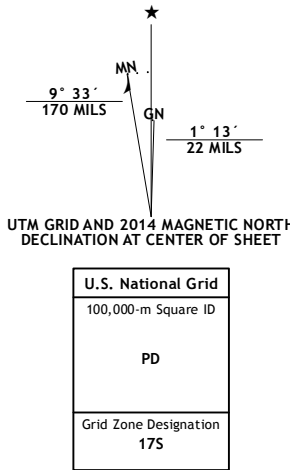 MN
9° 33´
170 MILS
GN
1° 13´
22 MILS
UTM GRID AND 2014 MAGNETIC NORTH
DECLINATION AT CENTER OF SHEET
U.S. National Grid
100,000-m Square ID
PD
Grid Zone Designation
17S